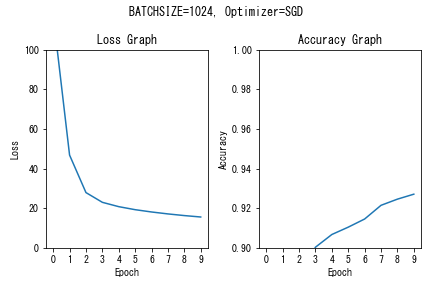 BATCHSIZE=1024, Optimizer=SGD
Loss Graph
100
80
60
40
20
0
Loss
0 1 2 3 4 5 6 7 8 9
Epoch
Accuracy Graph
1.00
0.98
0.96
0.94
0.92
0.90
Accuracy
0 1 2 3 4 5 6 7 8 9
Epoch